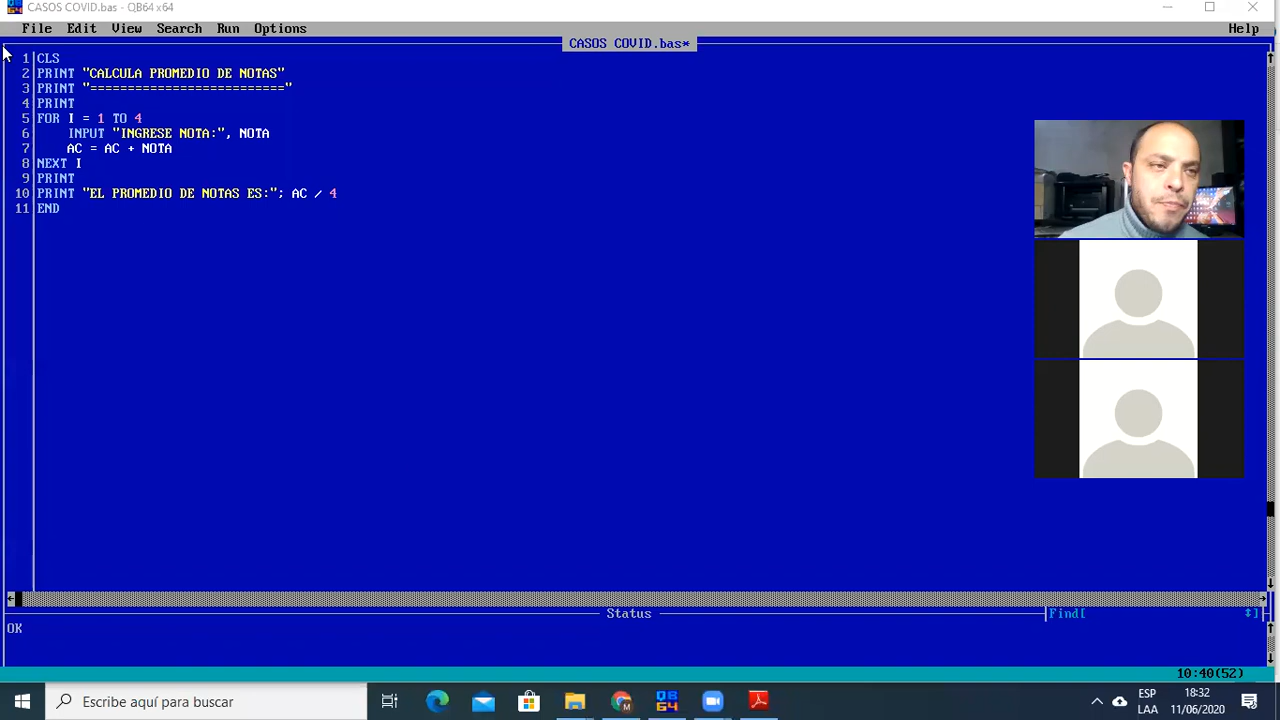 CASOS COVID.bas - QB64 x64
File Edit View Search Run Options Help
CASOS COVID.bas*
1 CLS
2 PRINT "CALCULA PROMEDIO DE NOTAS"
3 PRINT "=========================="
4 PRINT
5 FOR I = 1 TO 4
6 INPUT "INGRESE NOTA:", NOTA
7 AC = AC + NOTA
8 NEXT I
9 PRINT
10 PRINT "EL PROMEDIO DE NOTAS ES:"; AC / 4
11 END
Status
Find[ ]
OK
10:40(52)
Escribe aquí para buscar
QB64
M
ESP
LAA
18:32
11/06/2020